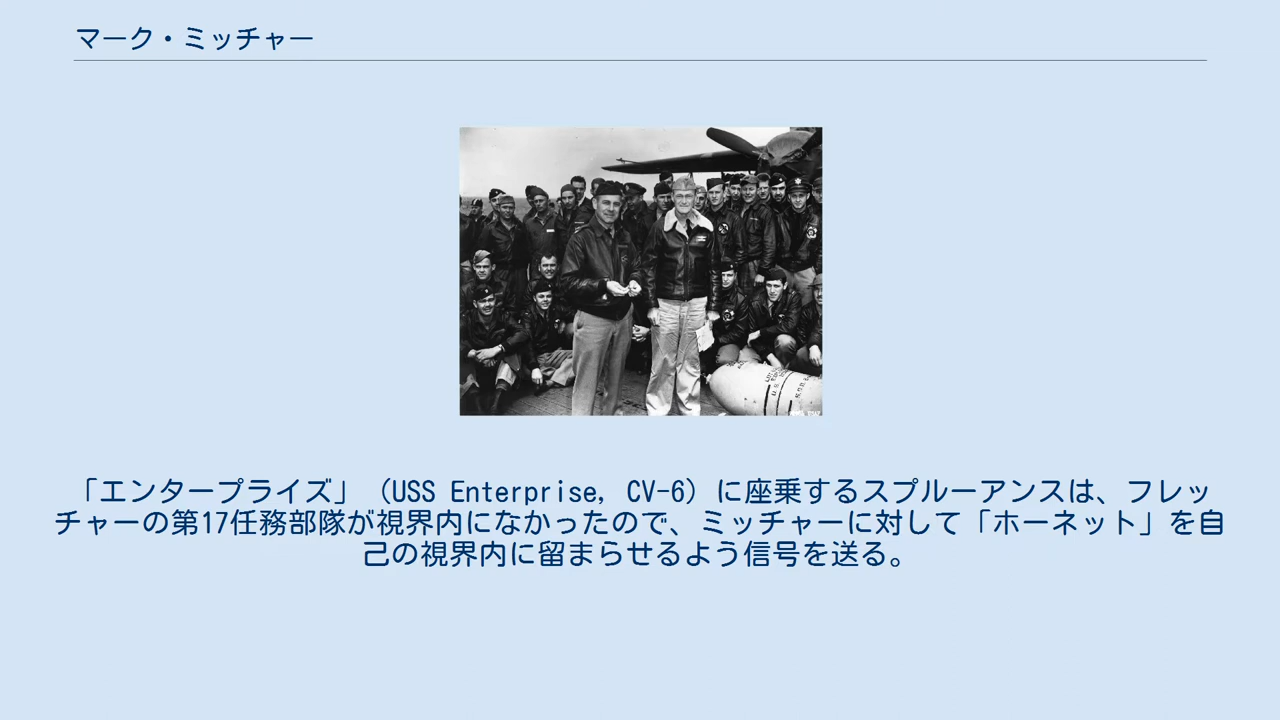 マーク・ミッチャー
「エンタープライズ」（USS Enterprise, CV-6）に座乗するスプルーアンスは、フレッ
チャーの第17任務部隊が視界内になかったので、ミッチャーに対して「ホーネット」を自
己の視界内に留まらせるよう信号を送る。